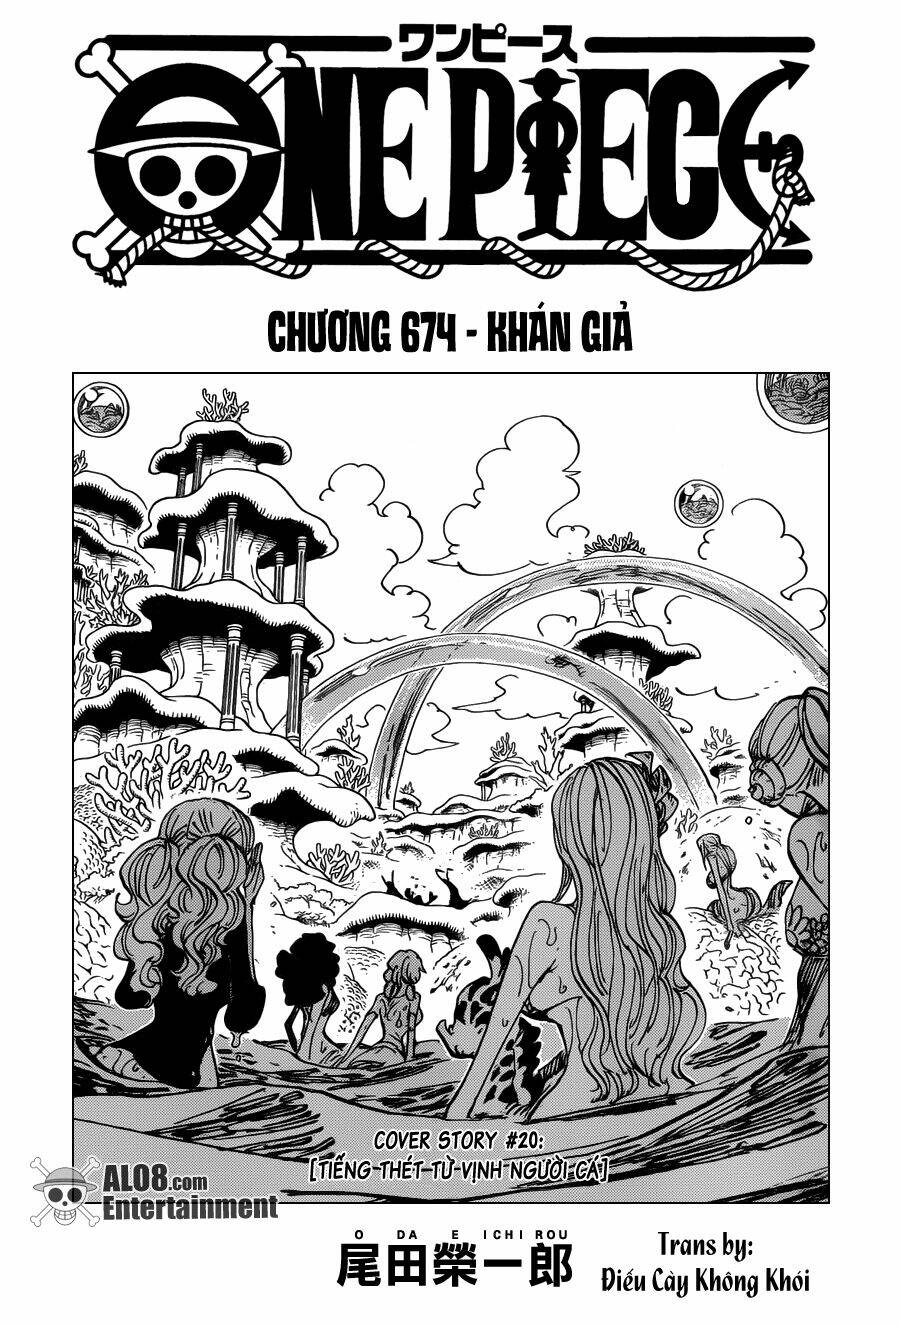 ワンピース
ONE PIECE
CHƯƠNG 674 - KHÁN GIẢ
COVER STORY #20:
[TIẾNG THÉT TỪ VỊNH NGƯỜI CÁ]
ALO8.com
Entertainment
O DA E ICHI ROU
尾田榮一郎
Trans by:
Điếu Cày Không Khói